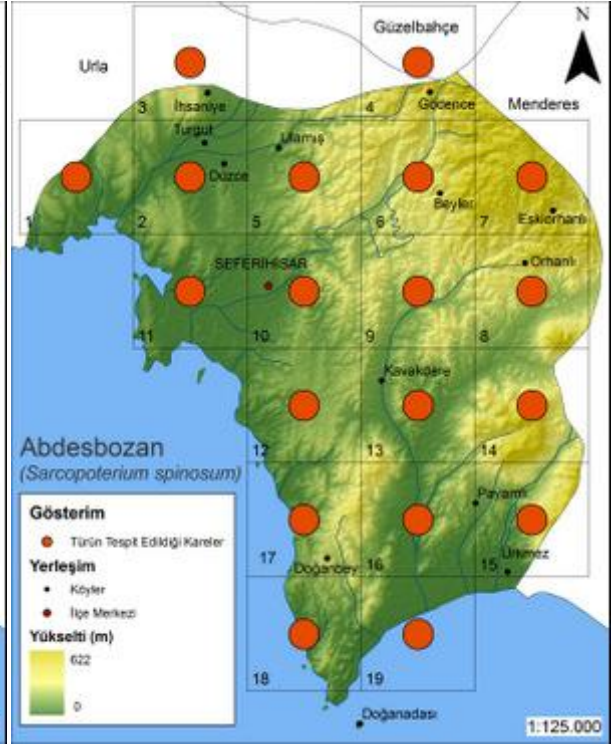 Güzelbahçe
N
Urla
3
4
İhsaniye
Gödence
Menderes
Turgut
Ulamış
Düzce
Beyler
Eskiorhanlı
1
2
5
6
7
SEFERİHİSAR
Orhanlı
11
10
9
8
Kavakdere
Abdesbozan
(Sarcopoterium spinosum)
12
13
14
Gösterim
Türün Tespit Edildiği Kareler
Yerleşim
Köyler
İlçe Merkezi
Yükselti (m)
622
0
Payamlı
Doğanbey
Ürkmez
17
16
15
18
19
Doğanadası
1:125.000